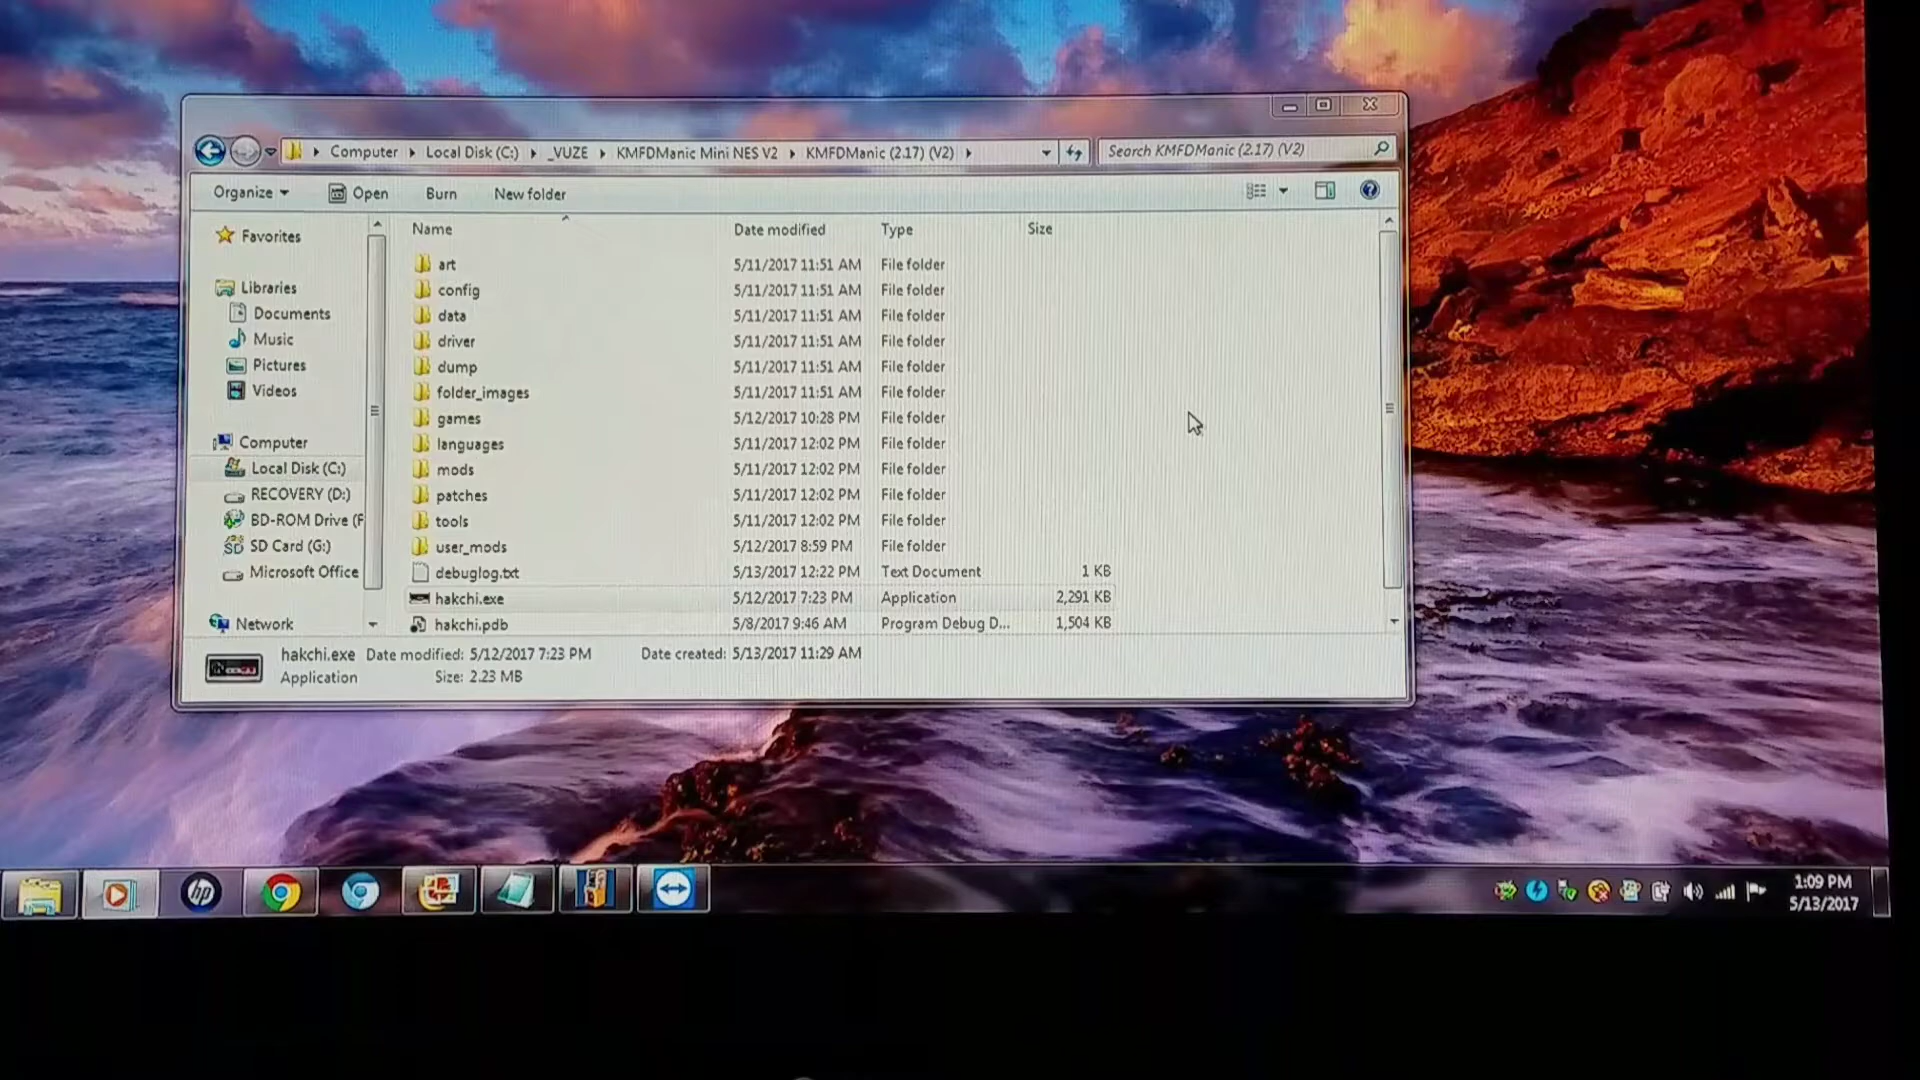 Computer ▸ Local Disk (C:) ▸ _VUZE ▸ KMFDManic Mini NES V2 ▸ KMFDManic (2.17) (V2) ▸ Search KMFDManic (2.17) (V2)
Organize Open Burn New folder
Name Date modified Type Size
Favorites
Libraries
Documents
Music
Pictures
Videos
Computer
Local Disk (C:)
RECOVERY (D:)
BD-ROM Drive (F
SD Card (G:)
Microsoft Office
Network
art 5/11/2017 11:51 AM File folder
config 5/11/2017 11:51 AM File folder
data 5/11/2017 11:51 AM File folder
driver 5/11/2017 11:51 AM File folder
dump 5/11/2017 11:51 AM File folder
folder_images 5/11/2017 11:51 AM File folder
games 5/12/2017 10:28 PM File folder
languages 5/11/2017 12:02 PM File folder
mods 5/11/2017 12:02 PM File folder
patches 5/11/2017 12:02 PM File folder
tools 5/11/2017 12:02 PM File folder
user_mods 5/12/2017 8:59 PM File folder
debuglog.txt 5/13/2017 12:22 PM Text Document 1 KB
hakchi.exe 5/12/2017 7:23 PM Application 2,291 KB
hakchi.pdb 5/8/2017 9:46 AM Program Debug D... 1,504 KB
hakchi.exe Date modified: 5/12/2017 7:23 PM Date created: 5/13/2017 11:29 AM
Application Size: 2.23 MB
hp
1:09 PM
5/13/2017